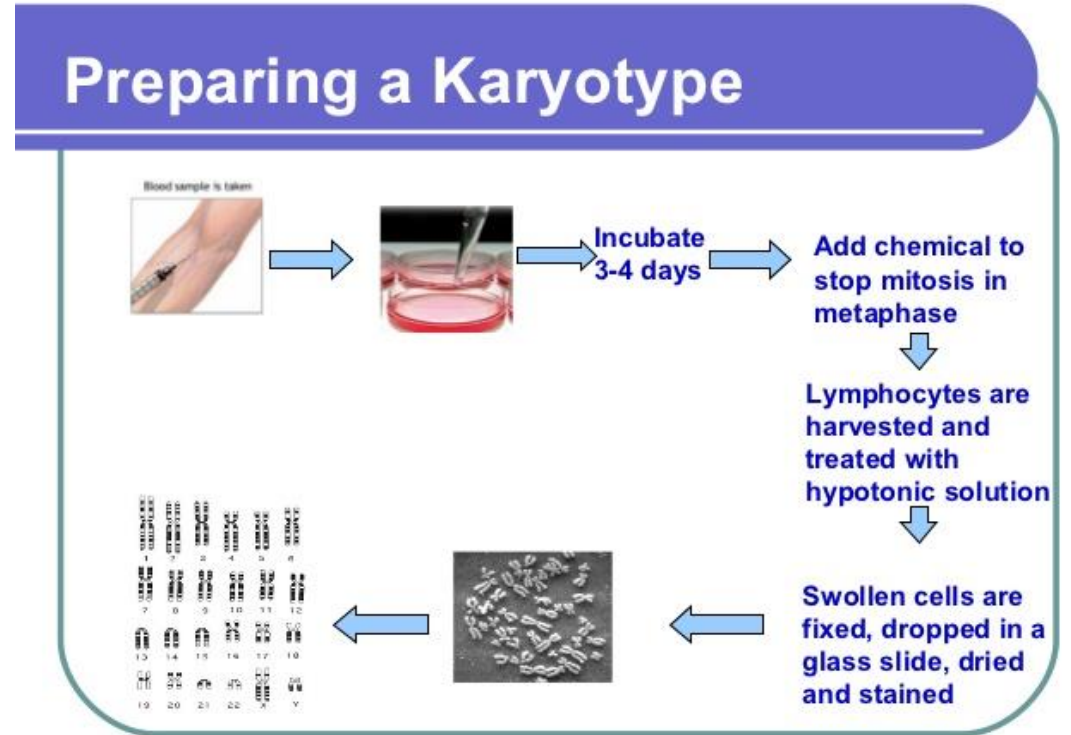 Preparing a Karyotype
Blood sample is taken
Incubate
3-4 days
Add chemical to
stop mitosis in
metaphase
Lymphocytes are
harvested and
treated with
hypotonic solution
Swollen cells are
fixed, dropped in a
glass slide, dried
and stained
1 2 3 4 5 6
7 8 9 10 11 12
13 14 15 16 17 18
19 20 21 22 X Y